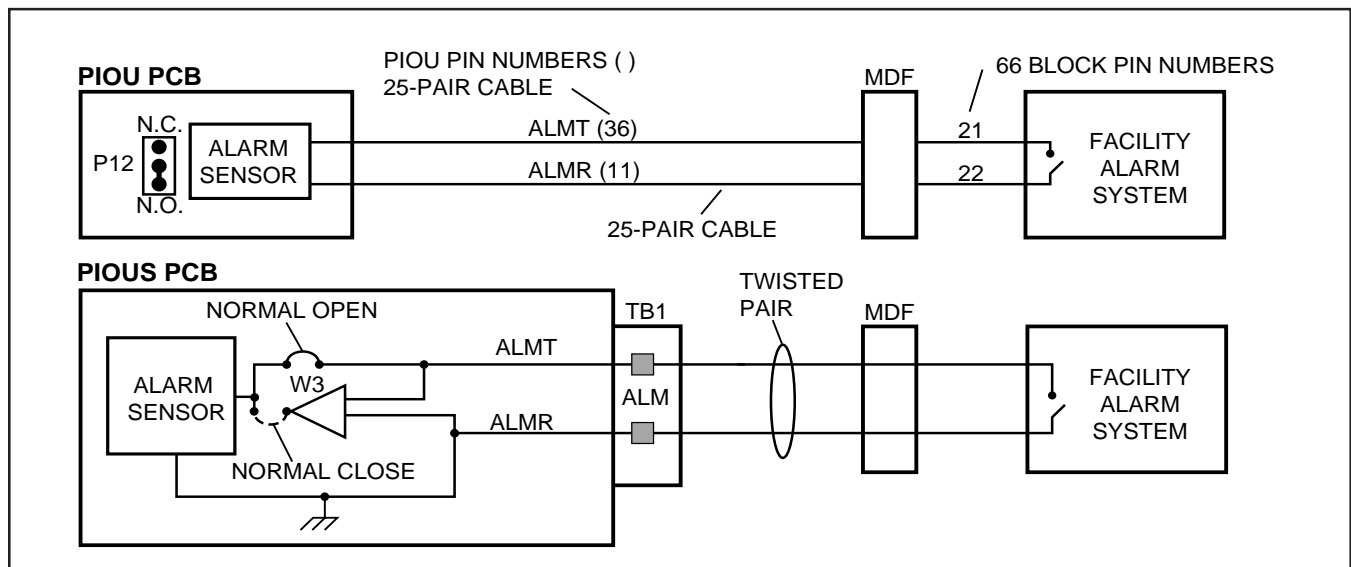 PIOU PCB
PIOU PIN NUMBERS ( )
25-PAIR CABLE
MDF
66 BLOCK PIN NUMBERS
N.C.
P12
N.O.
ALARM
SENSOR
ALMT (36)
ALMR (11)
25-PAIR CABLE
21
22
FACILITY
ALARM
SYSTEM
PIOUS PCB
NORMAL OPEN
ALARM
SENSOR
W3
NORMAL CLOSE
ALMT
ALMR
TB1
ALM
TWISTED
PAIR
MDF
FACILITY
ALARM
SYSTEM